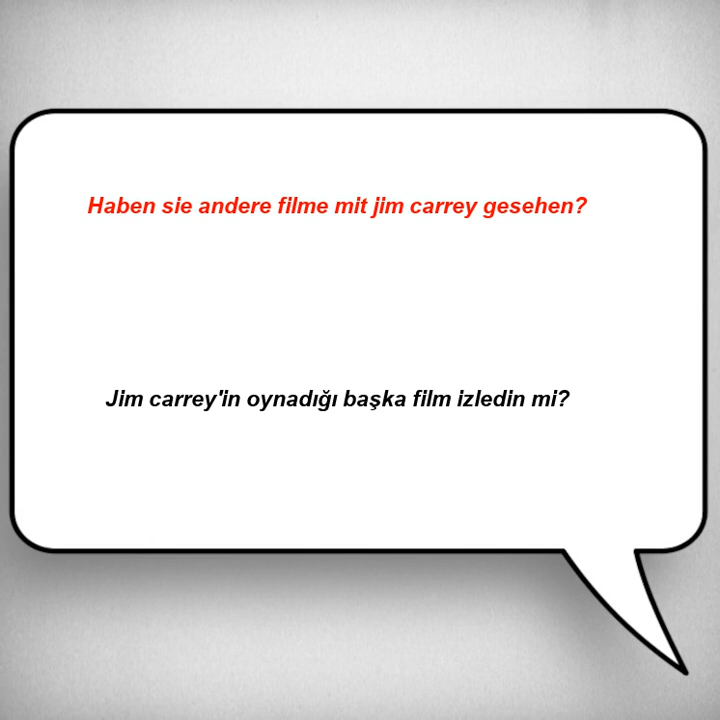 Haben sie andere filme mit jim carrey gesehen?
Jim carrey'in oynadığı başka film izledin mi?